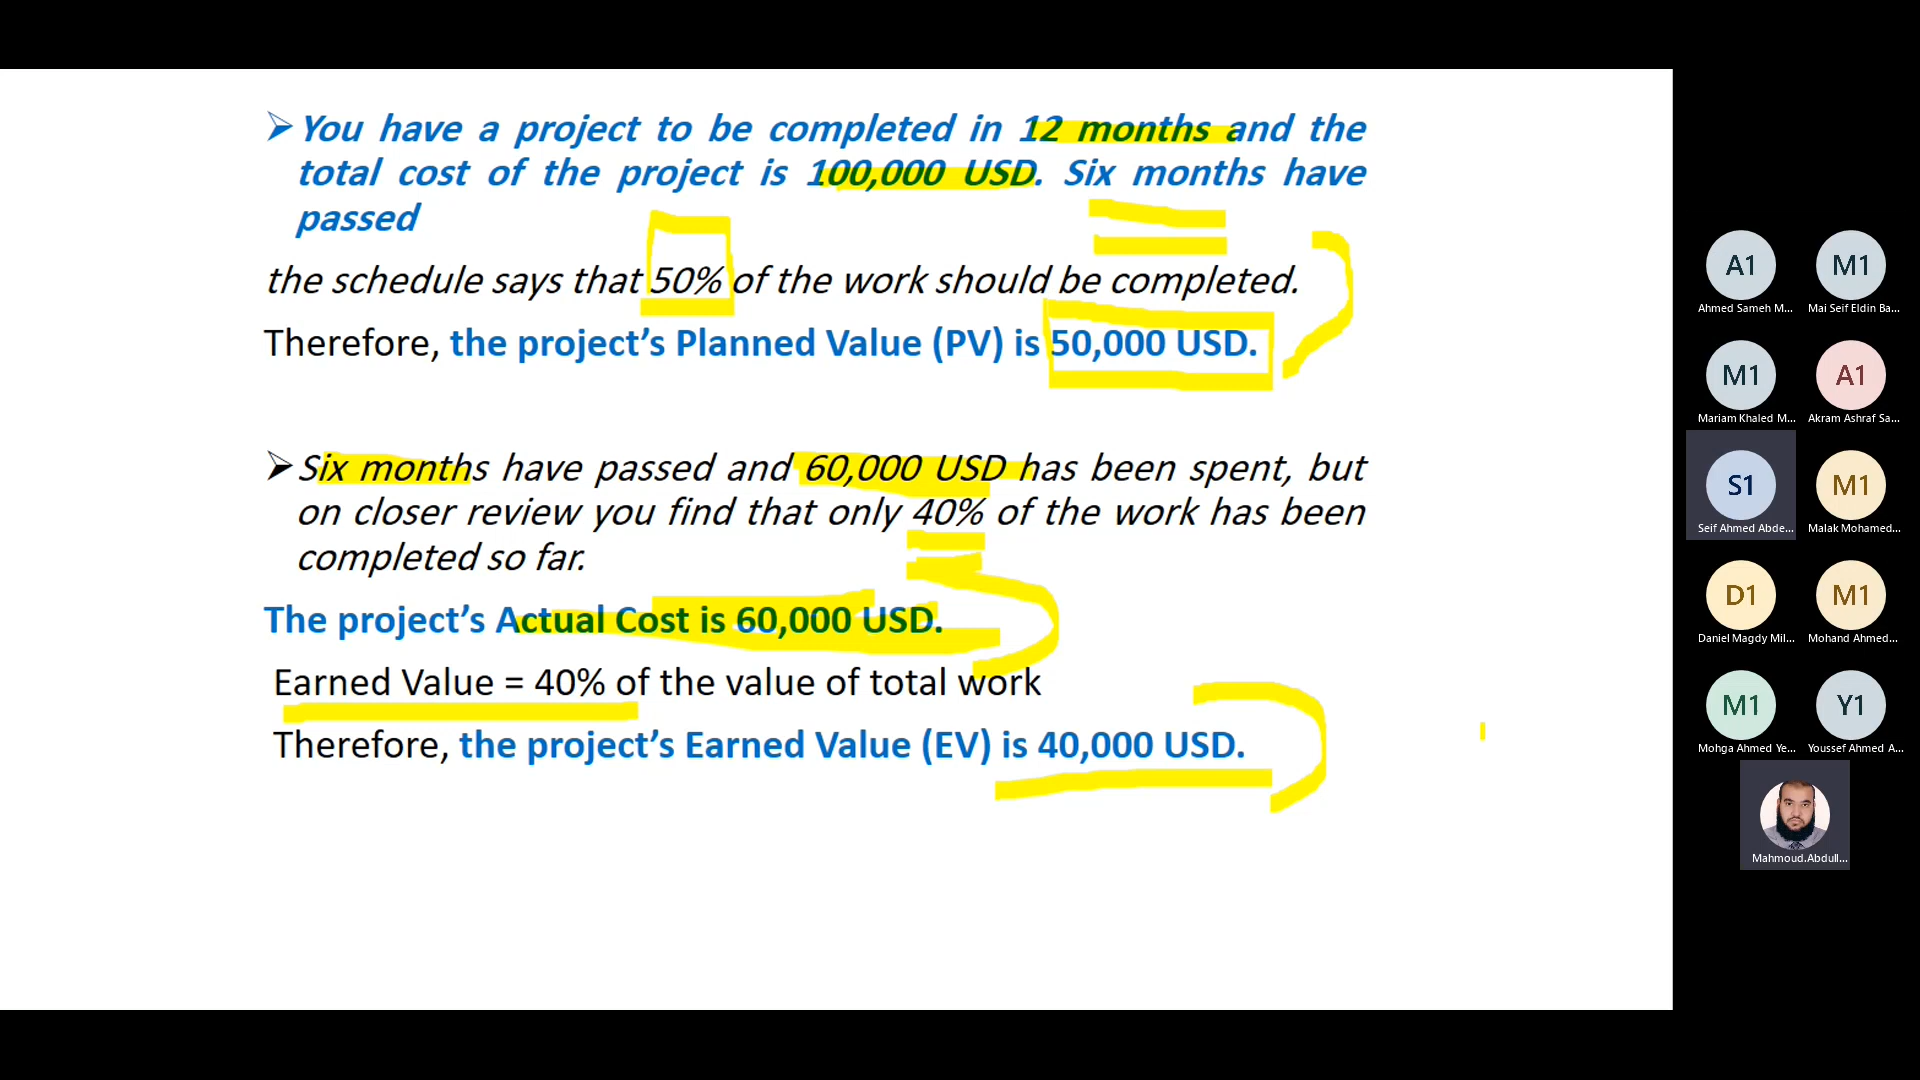 ➢You have a project to be completed in 12 months and the
total cost of the project is 100,000 USD. Six months have
passed
the schedule says that 50% of the work should be completed.
Therefore, the project’s Planned Value (PV) is 50,000 USD.
➢Six months have passed and 60,000 USD has been spent, but
on closer review you find that only 40% of the work has been
completed so far.
The project’s Actual Cost is 60,000 USD.
Earned Value = 40% of the value of total work
Therefore, the project’s Earned Value (EV) is 40,000 USD.
A1 M1
Ahmed Sameh M... Mai Seif Eldin Ba...
M1 A1
Mariam Khaled M... Akram Ashraf Sa...
S1 M1
Seif Ahmed Abde... Malak Mohamed...
D1 M1
Daniel Magdy Mil... Mohand Ahmed...
M1 Y1
Mohga Ahmed Ye... Youssef Ahmed A...
Mahmoud.Abdull...